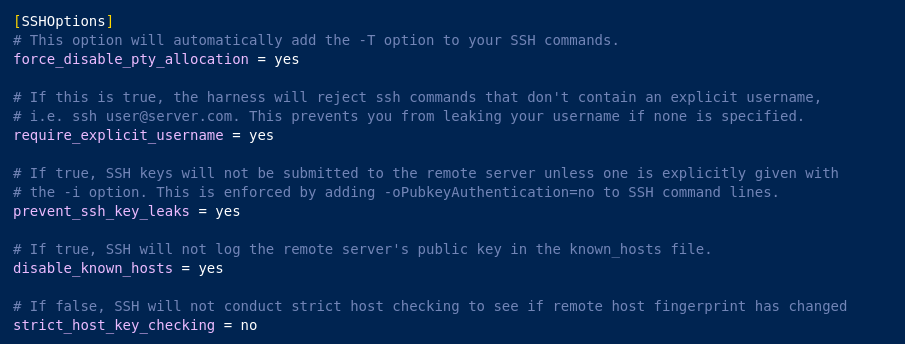 [SSHOptions]
# This option will automatically add the -T option to your SSH commands.
force_disable_pty_allocation = yes
# If this is true, the harness will reject ssh commands that don't contain an explicit username,
# i.e. ssh user@server.com. This prevents you from leaking your username if none is specified.
require_explicit_username = yes
# If true, SSH keys will not be submitted to the remote server unless one is explicitly given with
# the -i option. This is enforced by adding -oPubkeyAuthentication=no to SSH command lines.
prevent_ssh_key_leaks = yes
# If true, SSH will not log the remote server's public key in the known_hosts file.
disable_known_hosts = yes
# If false, SSH will not conduct strict host checking to see if remote host fingerprint has changed
strict_host_key_checking = no